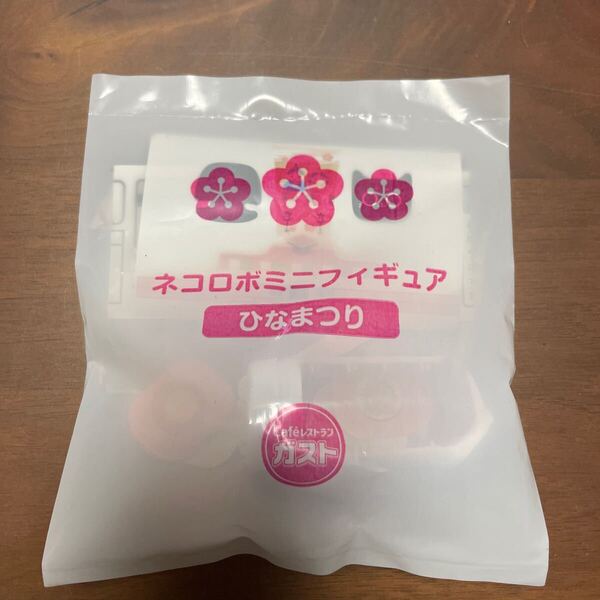 ネコロボミニフィギュア
ひなまつり
Caféレストラン
ガスト